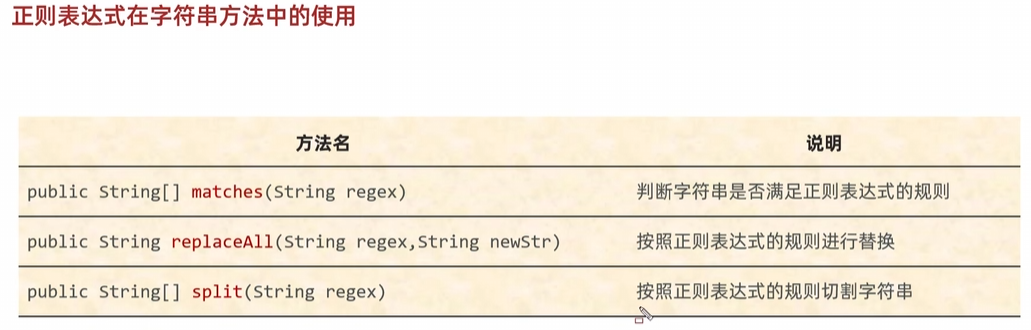 正则表达式在字符串方法中的使用
方法名 说明
public String[] matches(String regex) 判断字符串是否满足正则表达式的规则
public String replaceAll(String regex,String newStr) 按照正则表达式的规则进行替换
public String[] split(String regex) 按照正则表达式的规则切割字符串